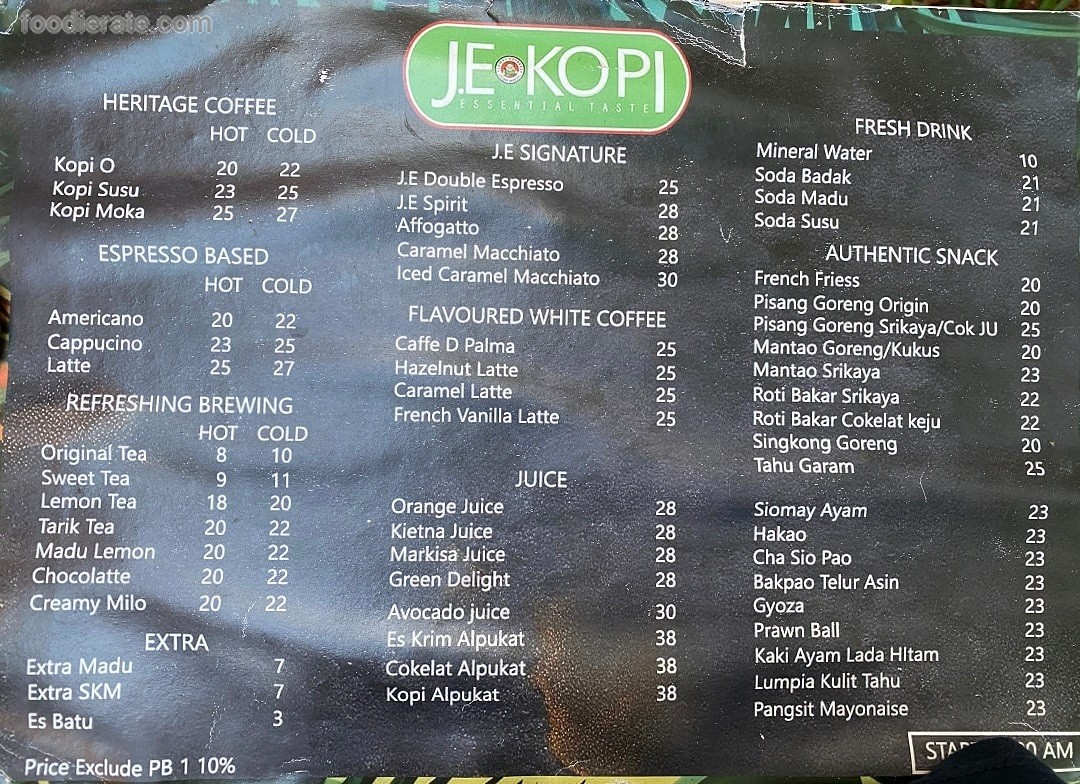 foodierate.com
J.E KOPI
ESSENTIAL TASTE
HERITAGE COFFEE
HOT COLD
Kopi O 20 22
Kopi Susu 23 25
Kopi Moka 25 27
ESPRESSO BASED
HOT COLD
Americano 20 22
Cappucino 23 25
Latte 25 27
REFRESHING BREWING
HOT COLD
Original Tea 8 10
Sweet Tea 9 11
Lemon Tea 18 20
Tarik Tea 20 22
Madu Lemon 20 22
Chocolatte 20 22
Creamy Milo 20 22
EXTRA
Extra Madu 7
Extra SKM 7
Es Batu 3
Price Exclude PB 1 10%
J.E SIGNATURE
J.E Double Espresso 25
J.E Spirit 28
Affogatto 28
Caramel Macchiato 28
Iced Caramel Macchiato 30
FLAVOURED WHITE COFFEE
Caffe D Palma 25
Hazelnut Latte 25
Caramel Latte 25
French Vanilla Latte 25
JUICE
Orange Juice 28
Kietna Juice 28
Markisa Juice 28
Green Delight 28
Avocado juice 30
Es Krim Alpukat 38
Cokelat Alpukat 38
Kopi Alpukat 38
FRESH DRINK
Mineral Water 10
Soda Badak 21
Soda Madu 21
Soda Susu 21
AUTHENTIC SNACK
French Friess 20
Pisang Goreng Origin 20
Pisang Goreng Srikaya/Cok JU 25
Mantao Goreng/Kukus 20
Mantao Srikaya 23
Roti Bakar Srikaya 22
Roti Bakar Cokelat keju 22
Singkong Goreng 20
Tahu Garam 25
Siomay Ayam 23
Hakao 23
Cha Sio Pao 23
Bakpao Telur Asin 23
Gyoza 23
Prawn Ball 23
Kaki Ayam Lada HItam 23
Lumpia Kulit Tahu 23
Pangsit Mayonaise 23
AM